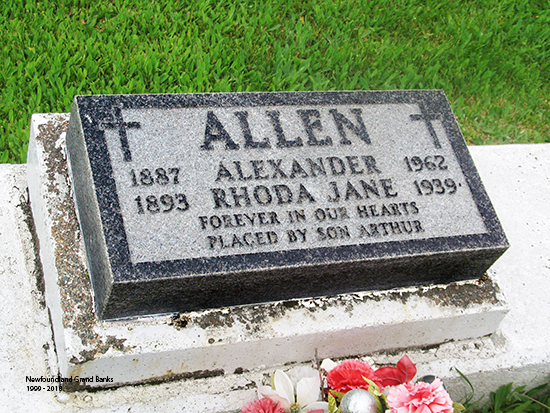 ALLEN
1887 ALEXANDER 1962
1893 RHODA JANE 1939
FOREVER IN OUR HEARTS
PLACED BY SON ARTHUR
Newfoundland Grand Banks
1999 - 2018